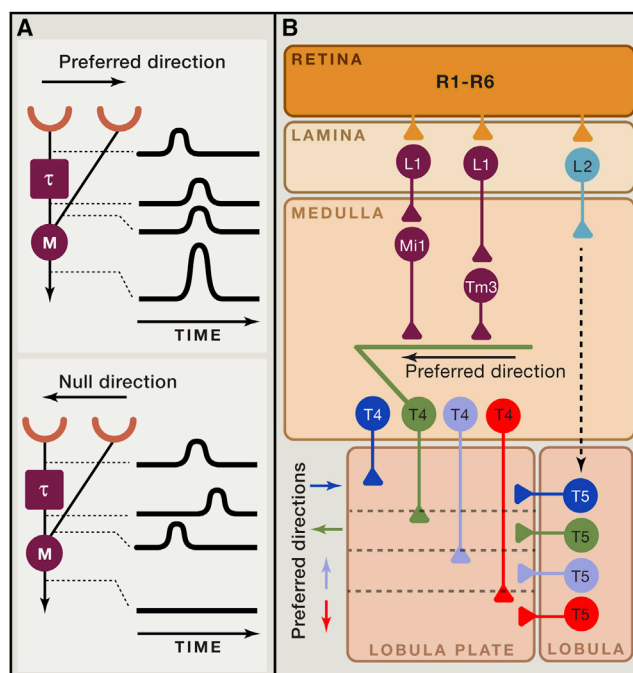 A
Preferred direction
τ
M
TIME
Null direction
τ
M
TIME
B
RETINA
R1-R6
LAMINA
L1 L1 L2
MEDULLA
Mi1
Tm3
Preferred direction
T4 T4 T4 T4
Preferred directions
T5
T5
T5
T5
LOBULA PLATE
LOBULA